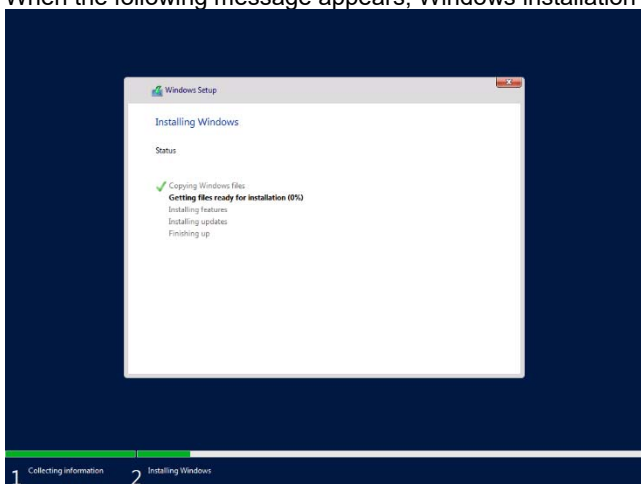 When the following message appears, Windows installation
Windows Setup
Installing Windows
Status
Copying Windows files
Getting files ready for installation (0%)
Installing features
Installing updates
Finishing up
1 Collecting information 2 Installing Windows